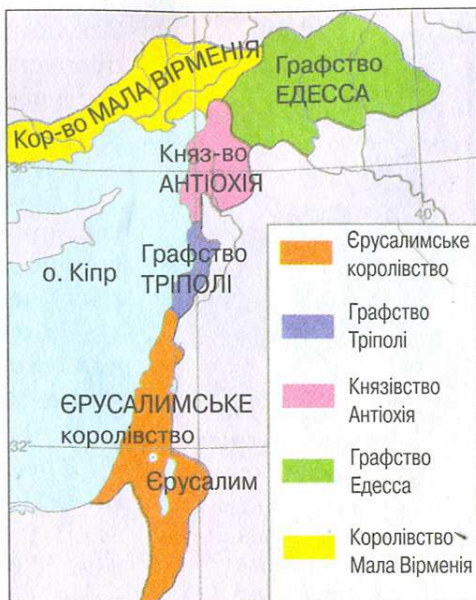 Графство
ЕДЕССА
Кор-во МАЛА ВІРМЕНІЯ
Княз-во
АНТІОХІЯ
36°
40°
о. Кіпр
Графство
ТРІПОЛІ
ЄРУСАЛИМСЬКЕ
королівство
32°
Єрусалим
Єрусалимське
королівство
Графство
Тріполі
Князівство
Антіохія
Графство
Едесса
Королівство
Мала Вірменія